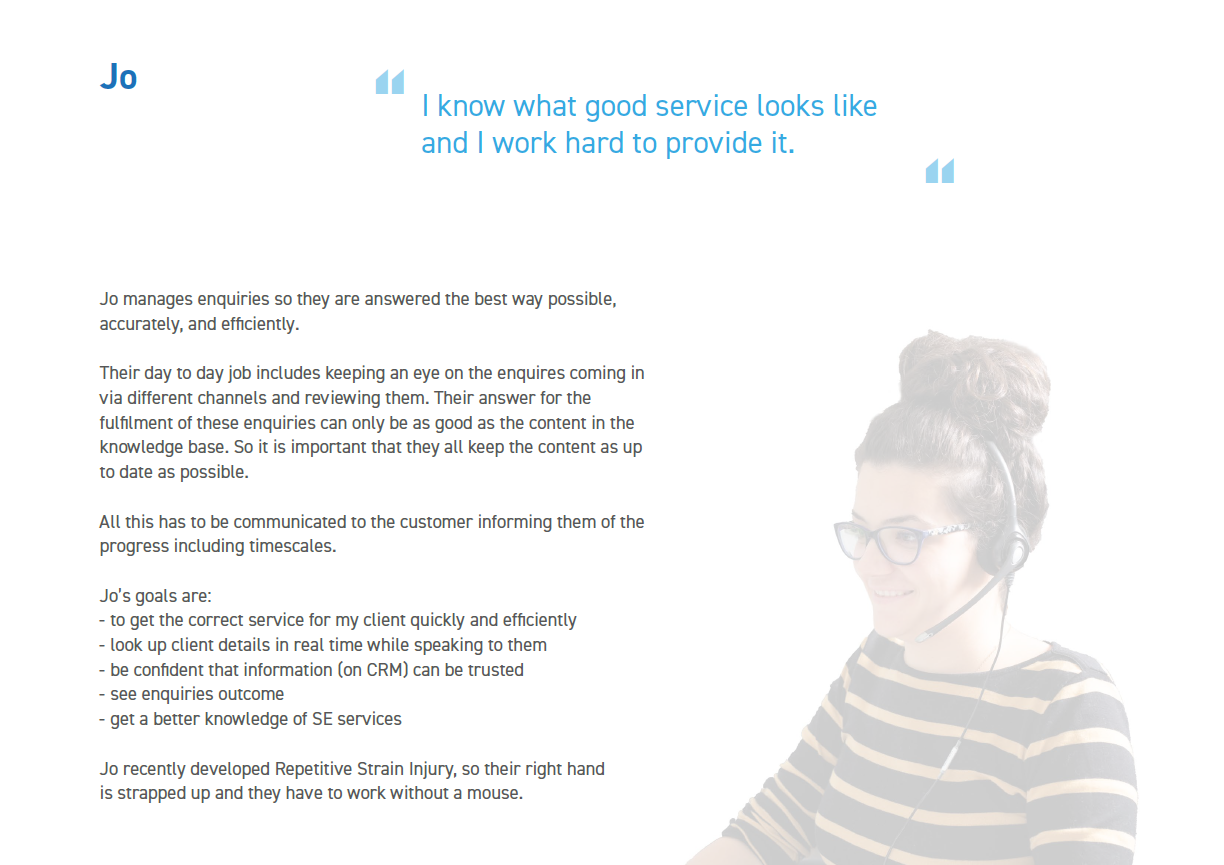 Jo
“ I know what good service looks like
and I work hard to provide it. “
Jo manages enquiries so they are answered the best way possible,
accurately, and efficiently.
Their day to day job includes keeping an eye on the enquires coming in
via different channels and reviewing them. Their answer for the
fulfilment of these enquiries can only be as good as the content in the
knowledge base. So it is important that they all keep the content as up
to date as possible.
All this has to be communicated to the customer informing them of the
progress including timescales.
Jo's goals are:
- to get the correct service for my client quickly and efficiently
- look up client details in real time while speaking to them
- be confident that information (on CRM) can be trusted
- see enquiries outcome
- get a better knowledge of SE services
Jo recently developed Repetitive Strain Injury, so their right hand
is strapped up and they have to work without a mouse.